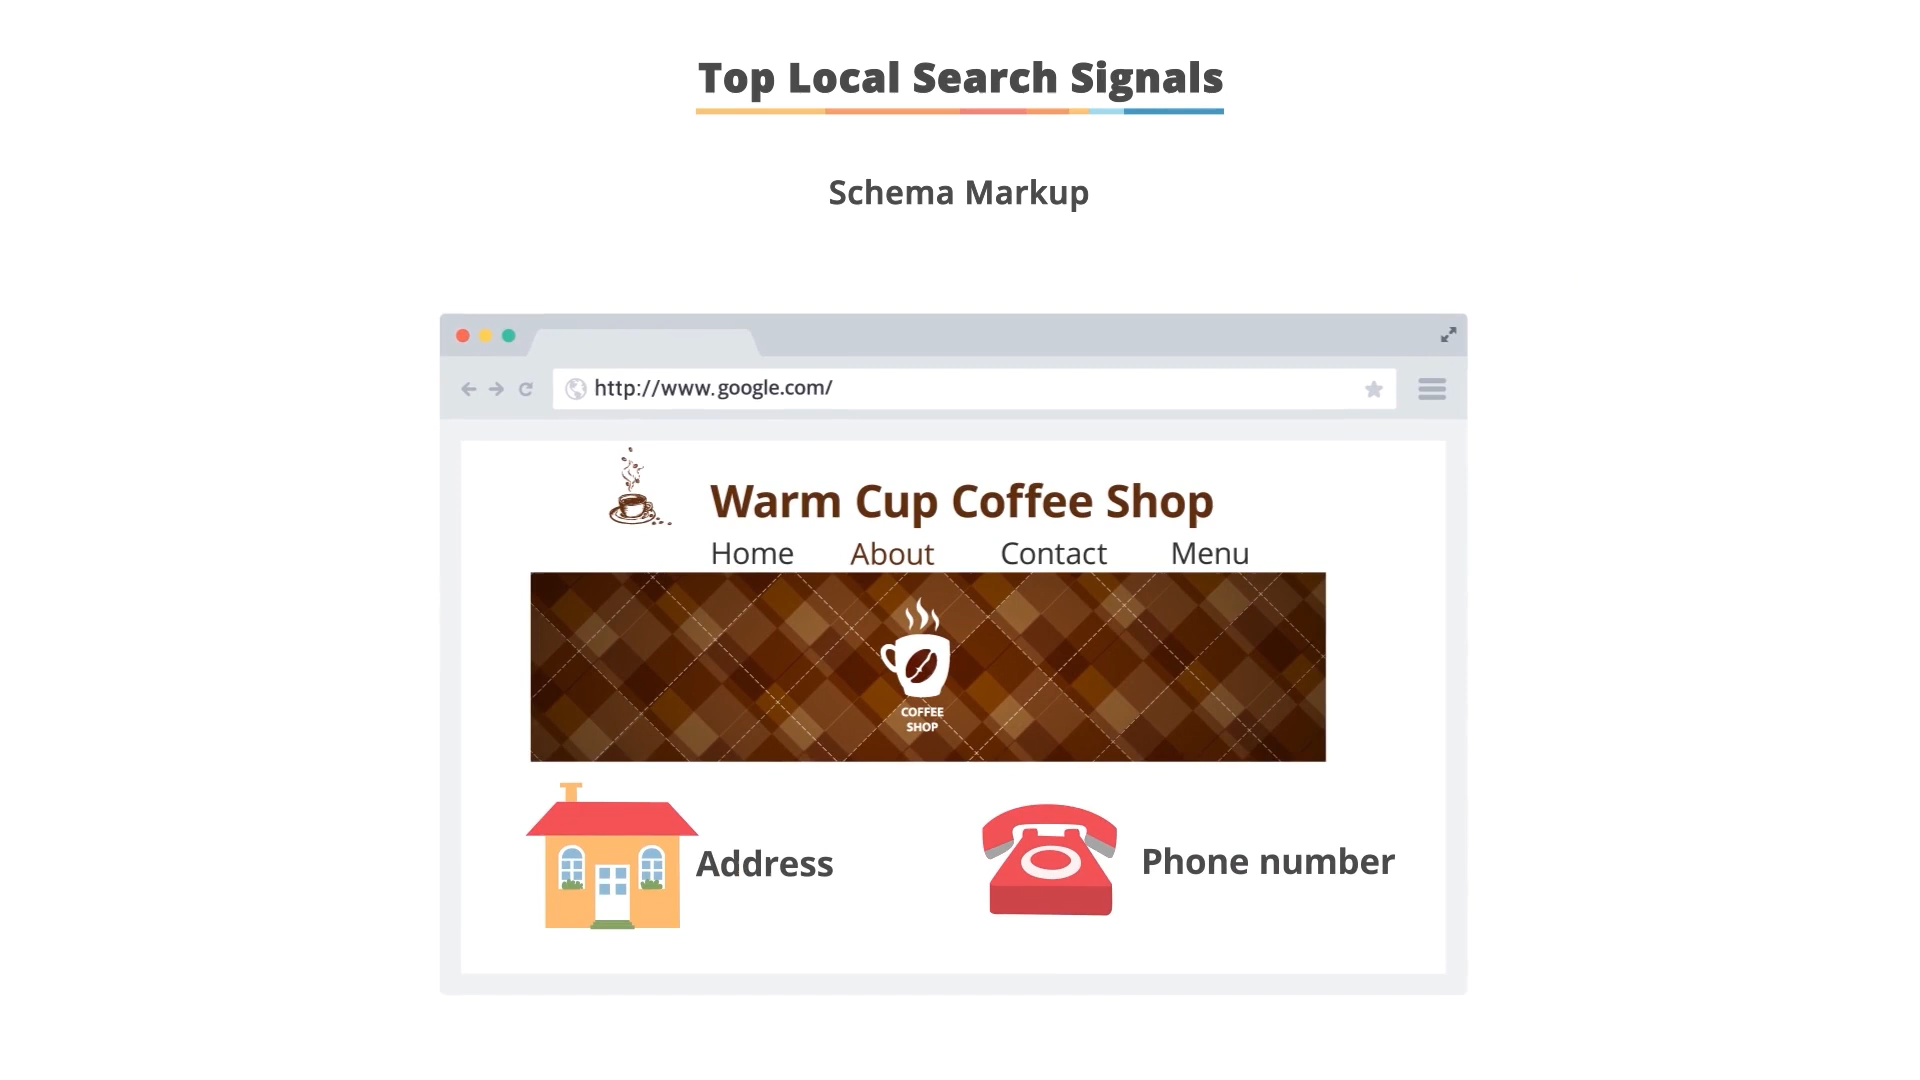 Top Local Search Signals
Schema Markup
http://www.google.com/
Warm Cup Coffee Shop
Home About Contact Menu
COFFEE
SHOP
Address Phone number